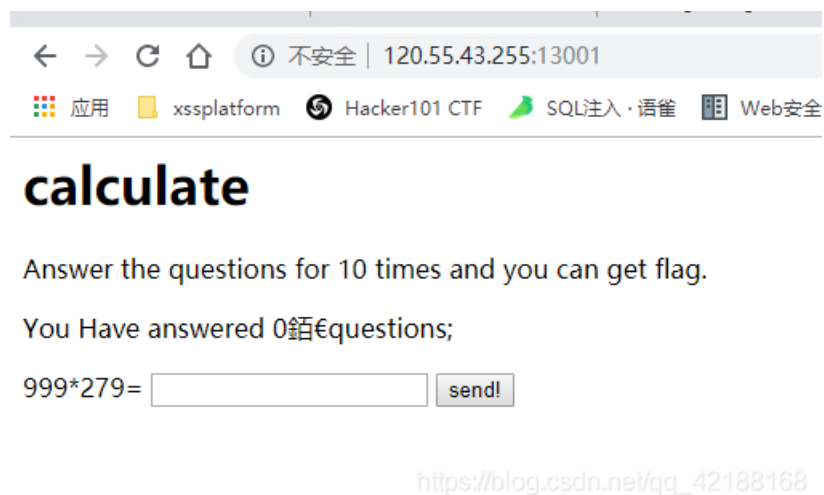 不安全 | 120.55.43.255:13001
应用 xssplatform Hacker101 CTF SQL注入 · 语雀 Web安全
calculate
Answer the questions for 10 times and you can get flag.
You Have answered 0銆€questions;
999*279= send!
https://blog.csdn.net/qq_42188168